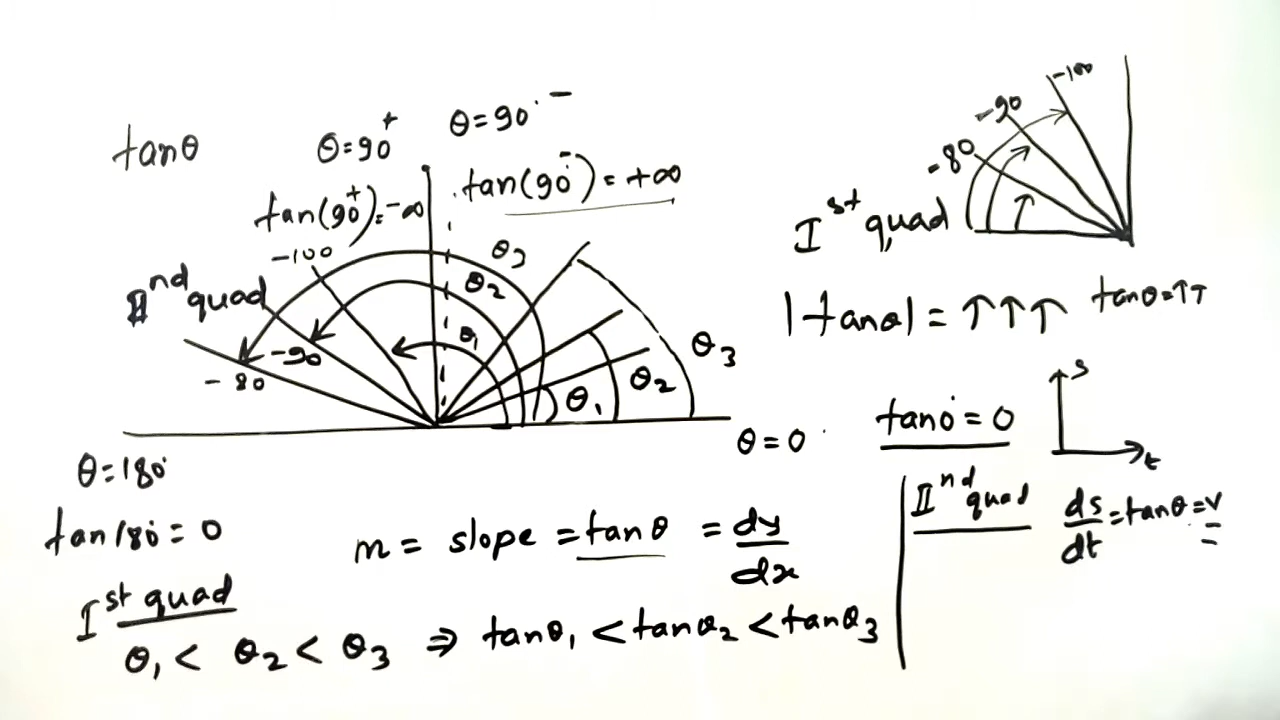 tanθ
θ=90⁺
θ=90°⁻
tan(90⁺)=-∞
tan(90°⁻)=+∞
-100
-90
-80
IInd quad
θ1
θ2
θ3
θ1
θ2
θ3
θ=0°
θ=180°
tan180°=0
m = slope = tanθ = dy/dx
Ist quad
θ1 < θ2 < θ3 ⇒ tanθ1 < tanθ2 < tanθ3
-100
-90
-80
Ist quad
|tanθ| = ↑↑↑ tanθ=↑↑
tan0°=0
s
t
IInd quad
ds/dt = tanθ = v